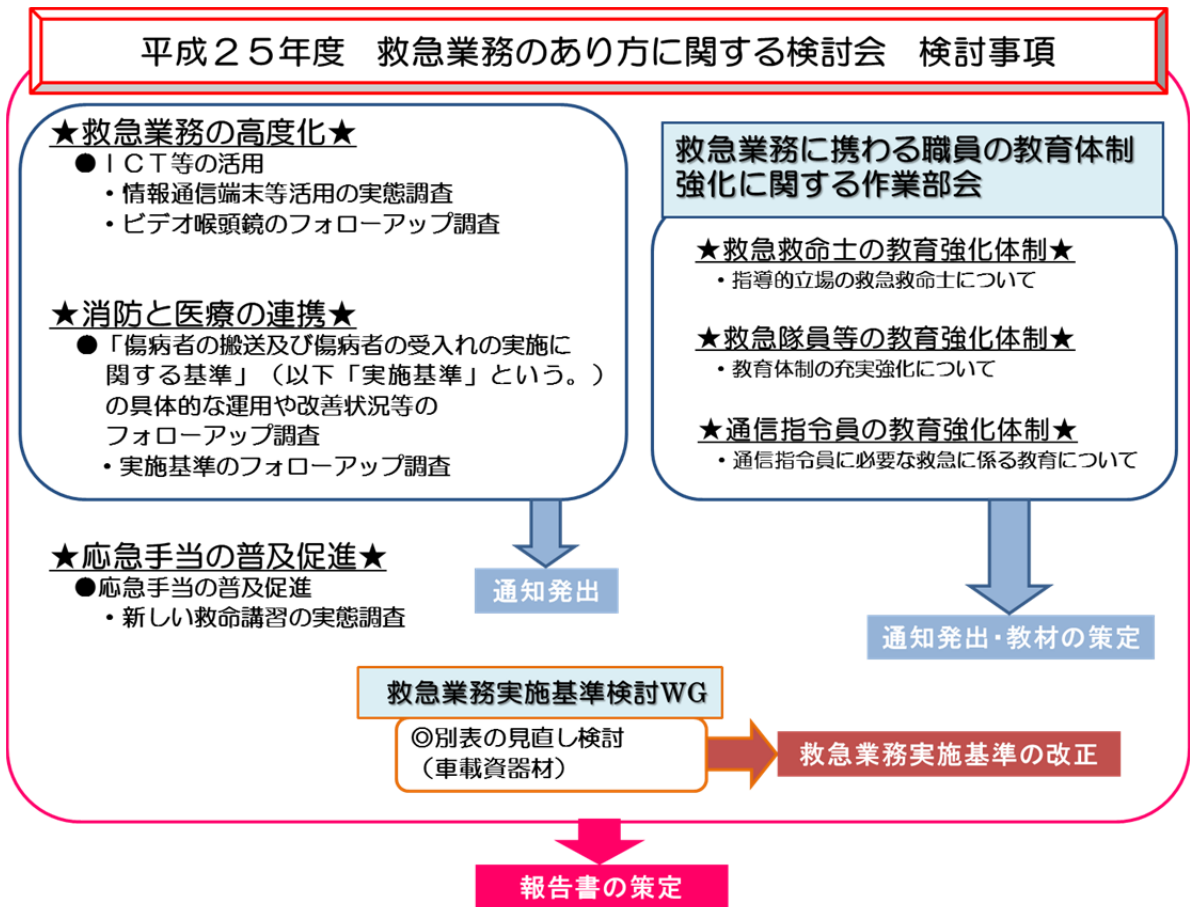 平成２５年度　救急業務のあり方に関する検討会　検討事項
★救急業務の高度化★
●ＩＣＴ等の活用
・情報通信端末等活用の実態調査
・ビデオ喉頭鏡のフォローアップ調査
★消防と医療の連携★
●「傷病者の搬送及び傷病者の受入れの実施に
関する基準」（以下「実施基準」という。）
の具体的な運用や改善状況等の
フォローアップ調査
・実施基準のフォローアップ調査
通知発出
★応急手当の普及促進★
●応急手当の普及促進
・新しい救命講習の実態調査
救急業務に携わる職員の教育体制
強化に関する作業部会
★救急救命士の教育強化体制★
・指導的立場の救急救命士について
★救急隊員等の教育強化体制★
・教育体制の充実強化について
★通信指令員の教育強化体制★
・通信指令員に必要な救急に係る教育について
通知発出・教材の策定
救急業務実施基準検討WG
◎別表の見直し検討
（車載資器材）
救急業務実施基準の改正
報告書の策定